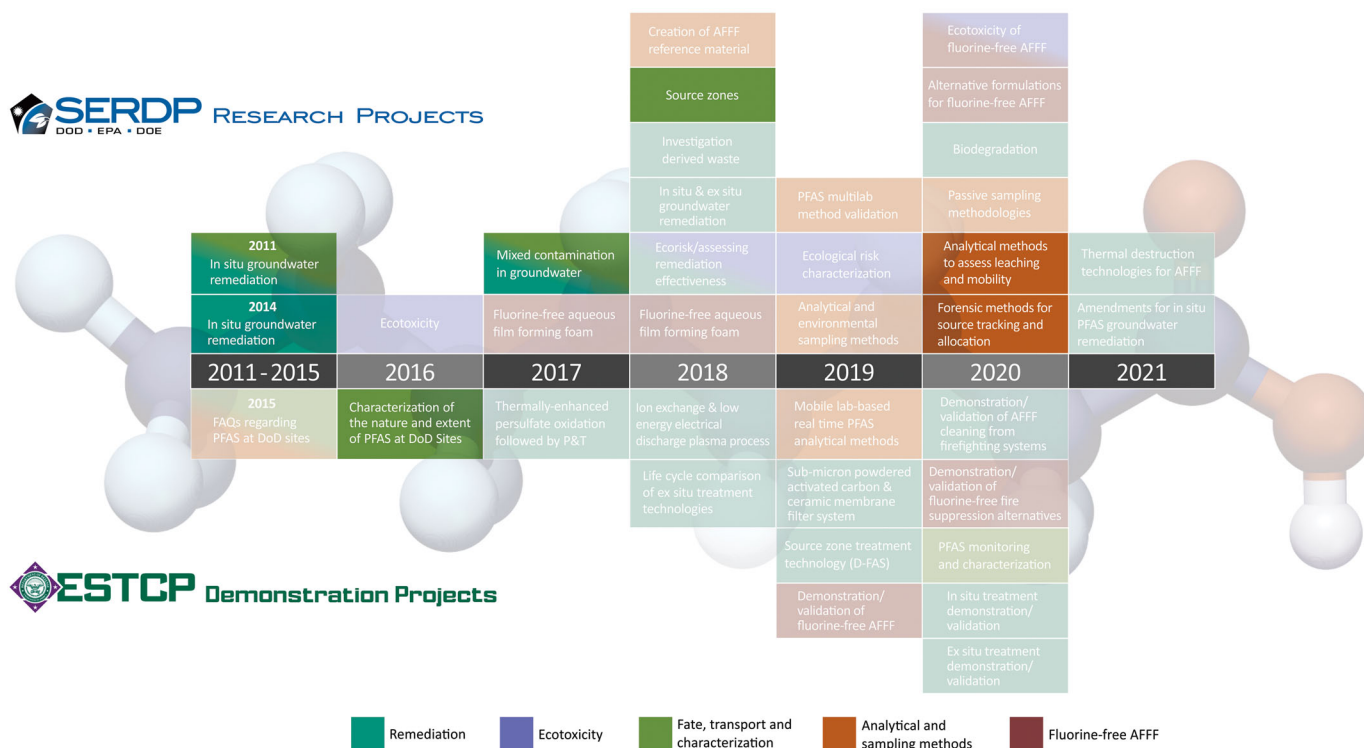 Creation of AFFF
reference material
Ecotoxicity of
fluorine-free AFFF
SERDP
DOD • EPA • DOE
Research Projects
Source zones
Alternative formulations
for fluorine-free AFFF
Investigation
derived waste
Biodegradation
In situ & ex situ
groundwater
remediation
PFAS multilab
method validation
Passive sampling
methodologies
2011
In situ groundwater
remediation
Mixed contamination
in groundwater
Ecorisk/assessing
remediation
effectiveness
Ecological risk
characterization
Analytical methods
to assess leaching
and mobility
Thermal destruction
technologies for AFFF
2014
In situ groundwater
remediation
Ecotoxicity
Fluorine-free aqueous
film forming foam
Fluorine-free aqueous
film forming foam
Analytical and
environmental
sampling methods
Forensic methods for
source tracking and
allocation
Amendments for in situ
PFAS groundwater
remediation
2011-2015
2016
2017
2018
2019
2020
2021
2015
FAQs regarding
PFAS at DoD sites
Characterization of
the nature and extent
of PFAS at DoD Sites
Thermally-enhanced
persulfate oxidation
followed by P&T
Ion exchange & low
energy electrical
discharge plasma process
Mobile lab-based
real time PFAS
analytical methods
Demonstration/
validation of AFFF
cleaning from
firefighting systems
Life cycle comparison
of ex situ treatment
technologies
Sub-micron powdered
activated carbon &
ceramic membrane
filter system
Demonstration/
validation of
fluorine-free fire
suppression alternatives
Source zone treatment
technology (D-FAS)
PFAS monitoring
and characterization
ESTCP Demonstration Projects
Demonstration/
validation of
fluorine-free AFFF
In situ treatment
demonstration/
validation
Ex situ treatment
demonstration/
validation
Remediation
Ecotoxicity
Fate, transport and
characterization
Analytical and
sampling methods
Fluorine-free AFFF